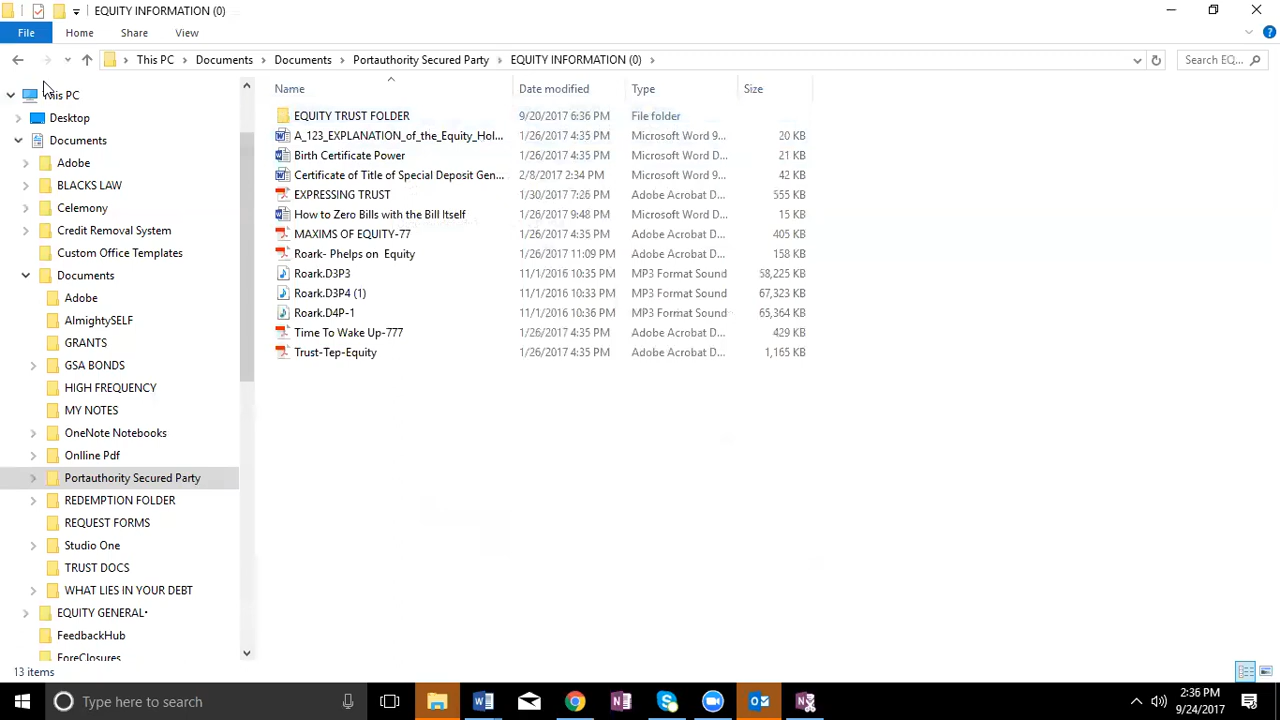 EQUITY INFORMATION (0)
File Home Share View
This PC Documents Documents Portauthority Secured Party EQUITY INFORMATION (0) Search EQ...
Name Date modified Type Size
This PC
Desktop
Documents
Adobe
BLACKS LAW
Celemony
Credit Removal System
Custom Office Templates
Documents
Adobe
AlmightySELF
GRANTS
GSA BONDS
HIGH FREQUENCY
MY NOTES
OneNote Notebooks
Onlline Pdf
Portauthority Secured Party
REDEMPTION FOLDER
REQUEST FORMS
Studio One
TRUST DOCS
WHAT LIES IN YOUR DEBT
EQUITY GENERAL•
FeedbackHub
ForeClosures
EQUITY TRUST FOLDER 9/20/2017 6:36 PM File folder
A_123_EXPLANATION_of_the_Equity_Hol... 1/26/2017 4:35 PM Microsoft Word 9... 20 KB
Birth Certificate Power 1/26/2017 4:35 PM Microsoft Word D... 21 KB
Certificate of Title of Special Deposit Gen... 2/8/2017 2:34 PM Microsoft Word 9... 42 KB
EXPRESSING TRUST 1/30/2017 7:26 PM Adobe Acrobat D... 555 KB
How to Zero Bills with the Bill Itself 1/26/2017 9:48 PM Microsoft Word D... 15 KB
MAXIMS OF EQUITY-77 1/26/2017 4:35 PM Adobe Acrobat D... 405 KB
Roark- Phelps on Equity 1/26/2017 11:09 PM Adobe Acrobat D... 158 KB
Roark.D3P3 11/1/2016 10:35 PM MP3 Format Sound 58,225 KB
Roark.D3P4 (1) 11/1/2016 10:33 PM MP3 Format Sound 67,323 KB
Roark.D4P-1 11/1/2016 10:36 PM MP3 Format Sound 65,364 KB
Time To Wake Up-777 1/26/2017 4:35 PM Adobe Acrobat D... 429 KB
Trust-Tep-Equity 1/26/2017 4:35 PM Adobe Acrobat D... 1,165 KB
13 items
Type here to search
2:36 PM
9/24/2017